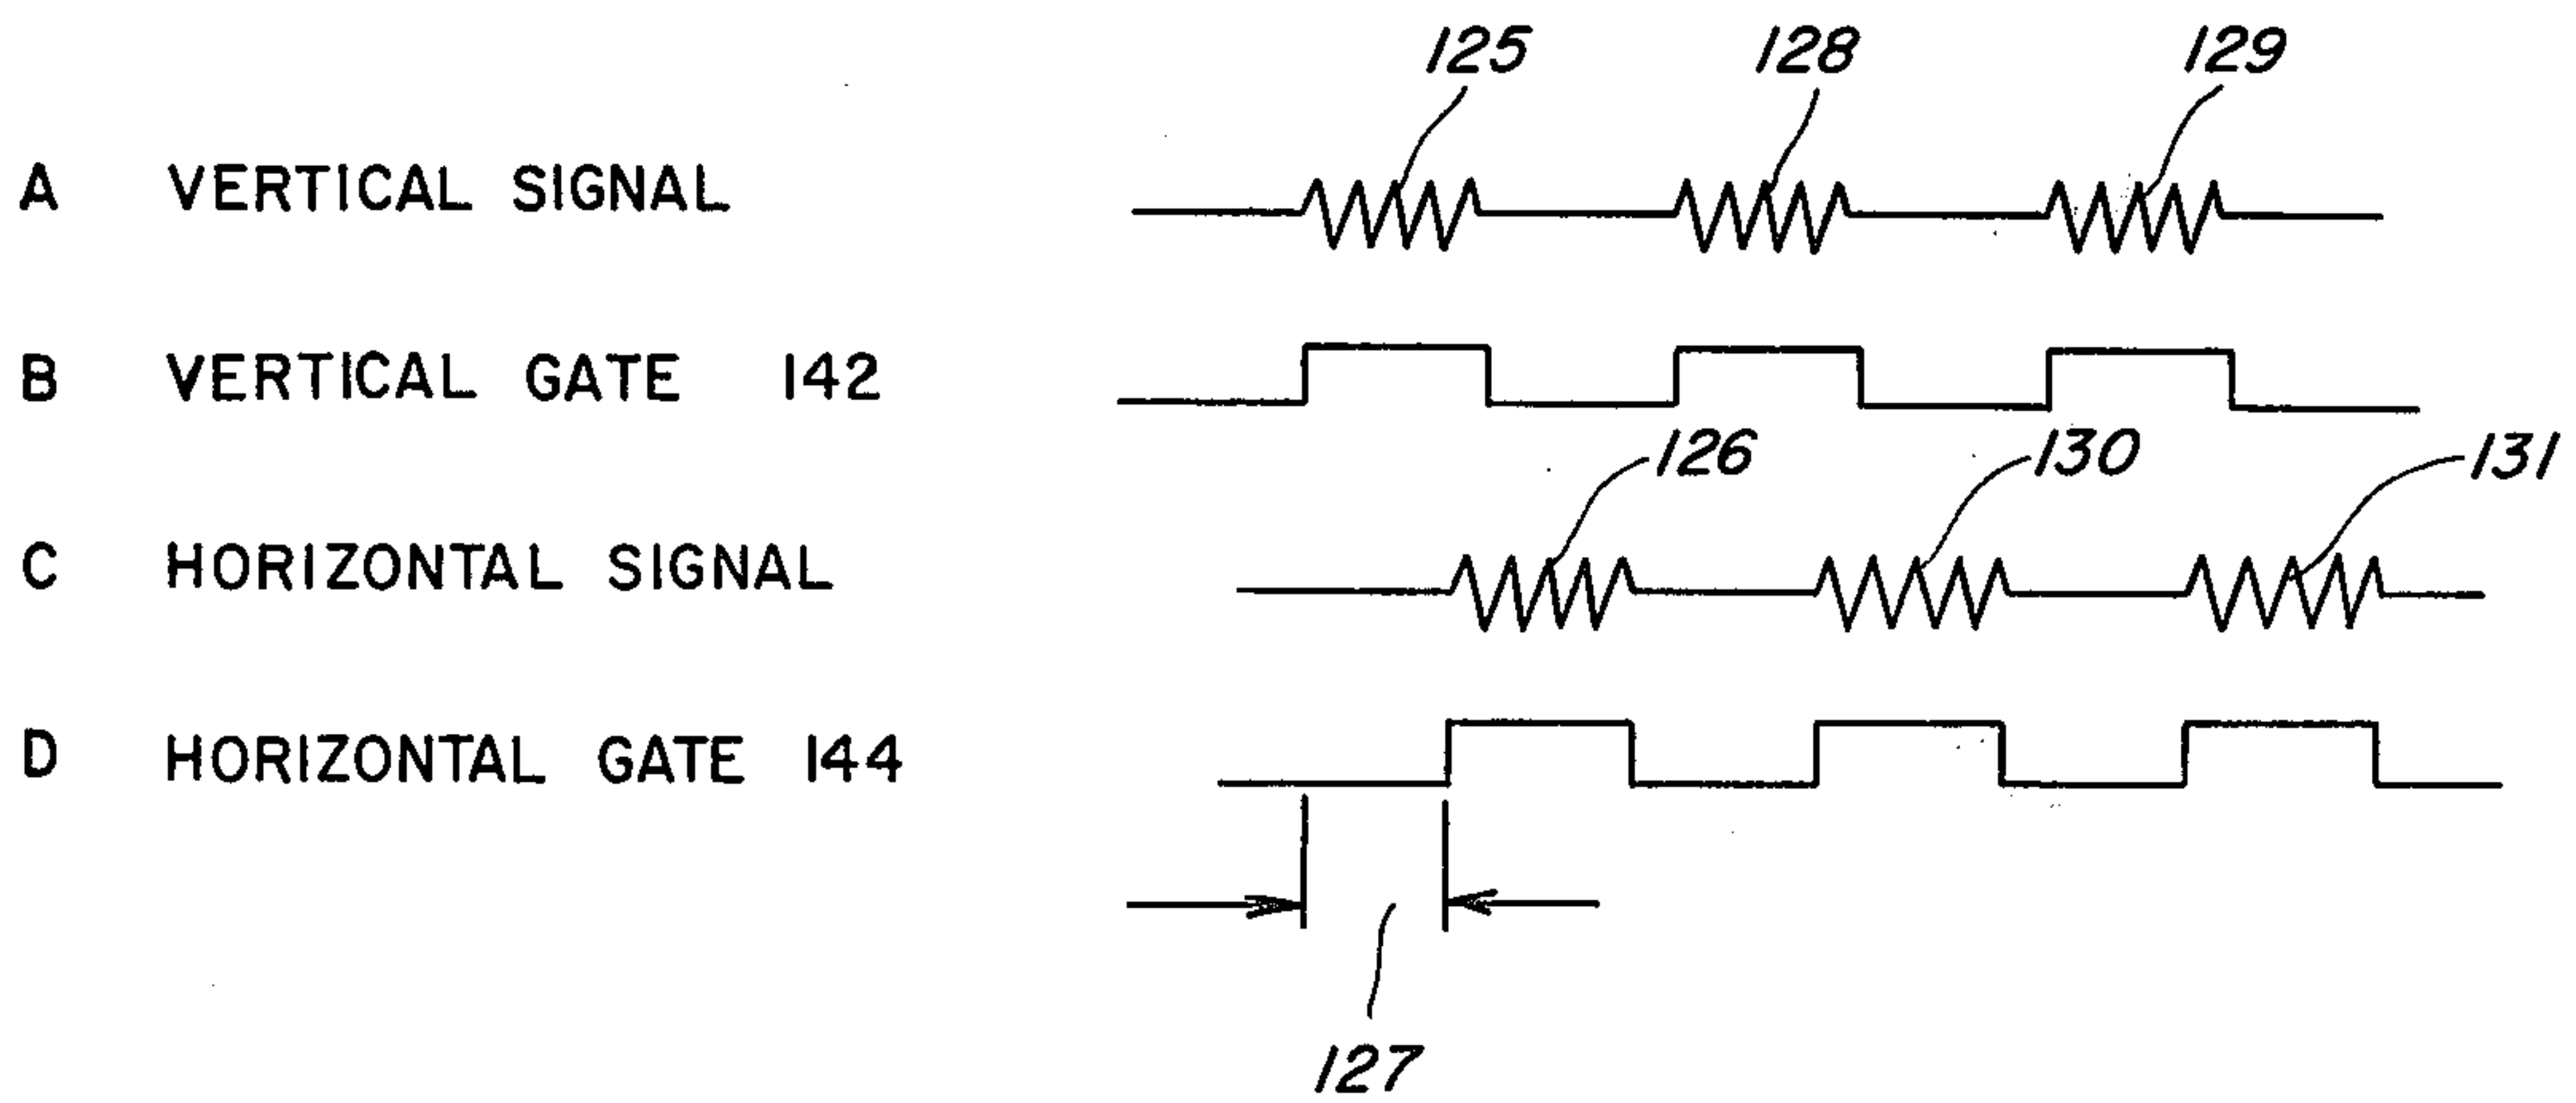 125 128 129
A VERTICAL SIGNAL
B VERTICAL GATE 142
126 130 131
C HORIZONTAL SIGNAL
D HORIZONTAL GATE 144
127